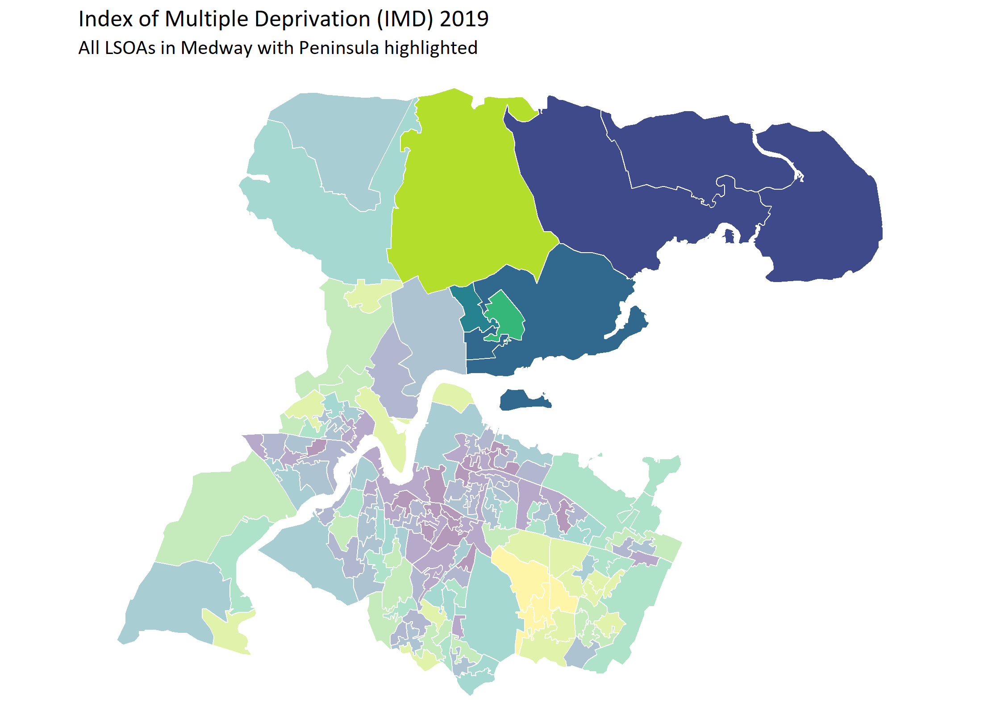 Index of Multiple Deprivation (IMD) 2019
All LSOAs in Medway with Peninsula highlighted